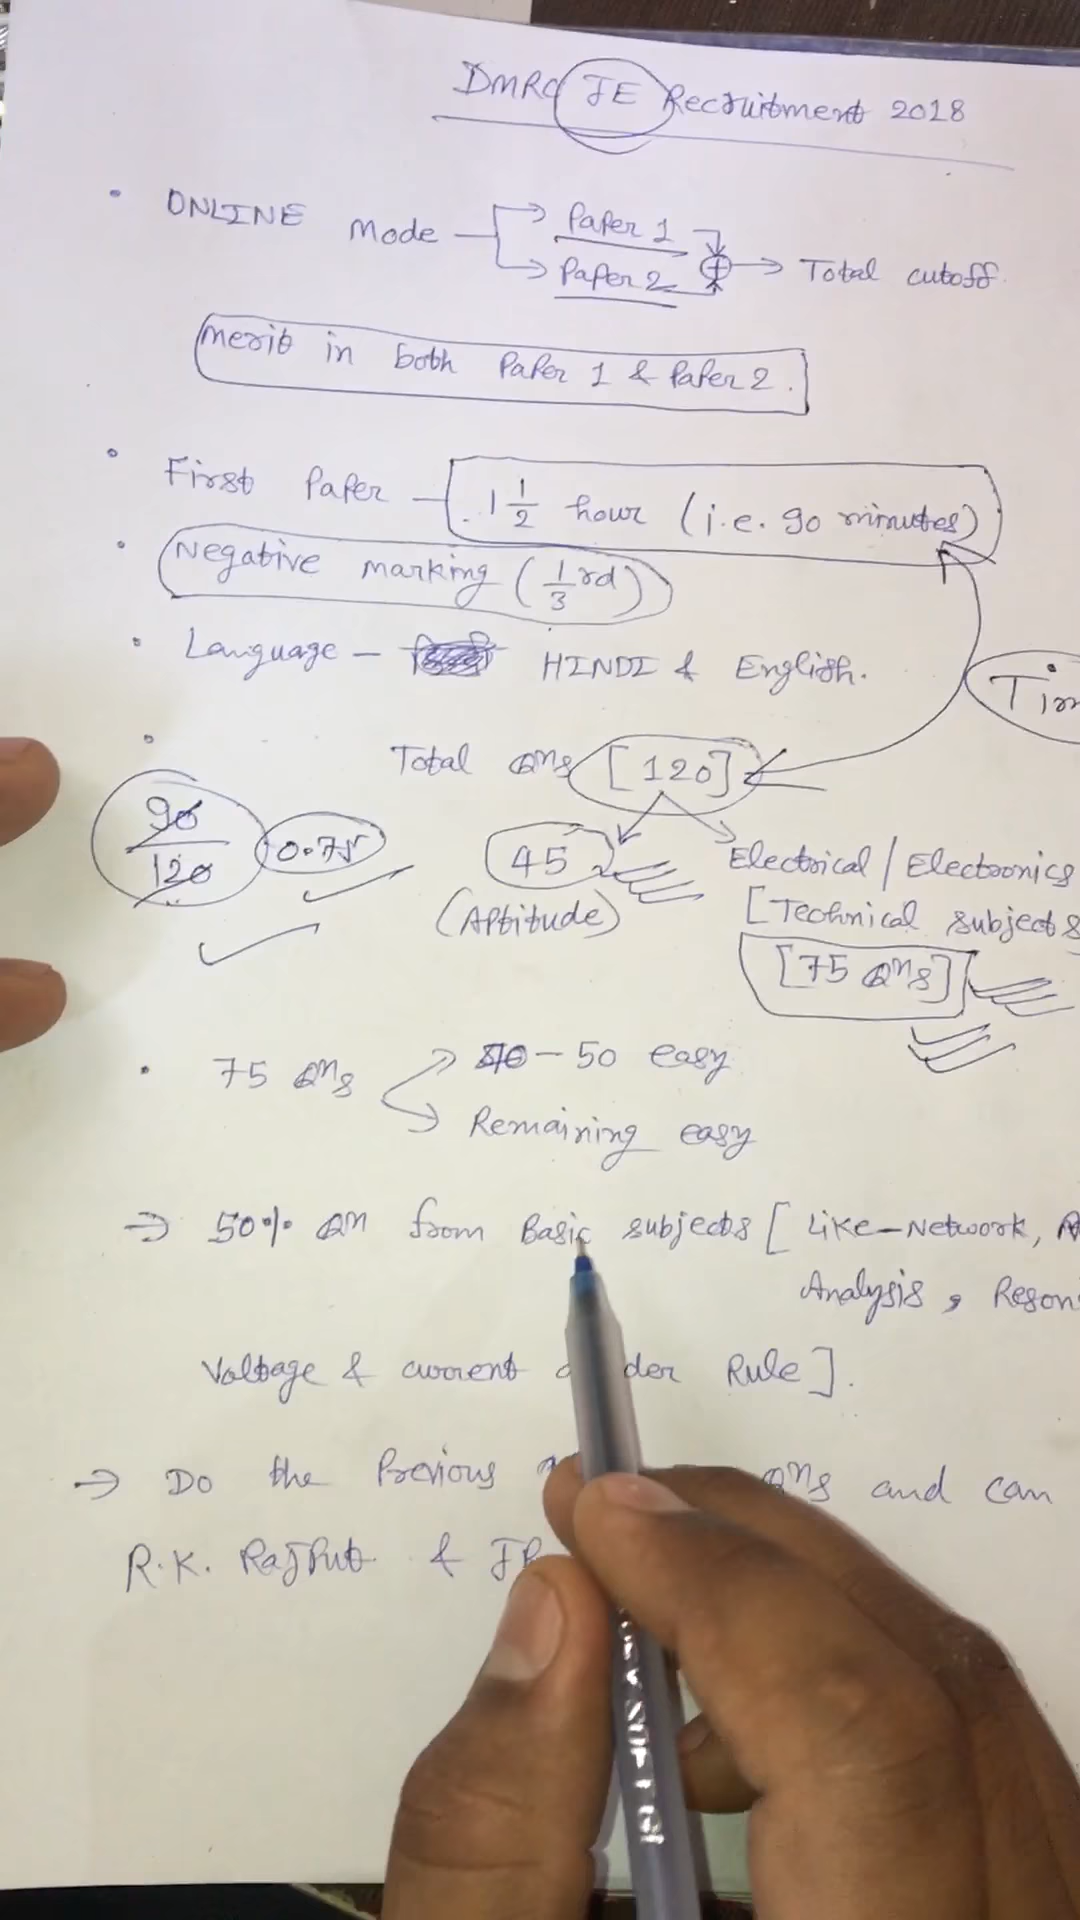 DMRC JE Recruitment 2018
• ONLINE Mode → Paper 1
→ Paper 2
+ → Total cutoff.
merit in both Paper 1 & Paper 2.
• First Paper – 1 1/2 hour (i.e. 90 minutes)
• Negative marking (1/3 rd)
• Language – HINDI & English.
Tim
• Total Qns [120]
90/120 0.75
45 (Aptitude)
Electrical / Electronics
[Technical subjects
[75 Qns]
• 75 Qns → 40 – 50 easy
→ Remaining easy
→ 50% Qn from Basic subjects [Like – Network,
Analysis, Reson
Voltage & current der Rule].
→ Do the Previous Qns and can
R.K. Rajput & J